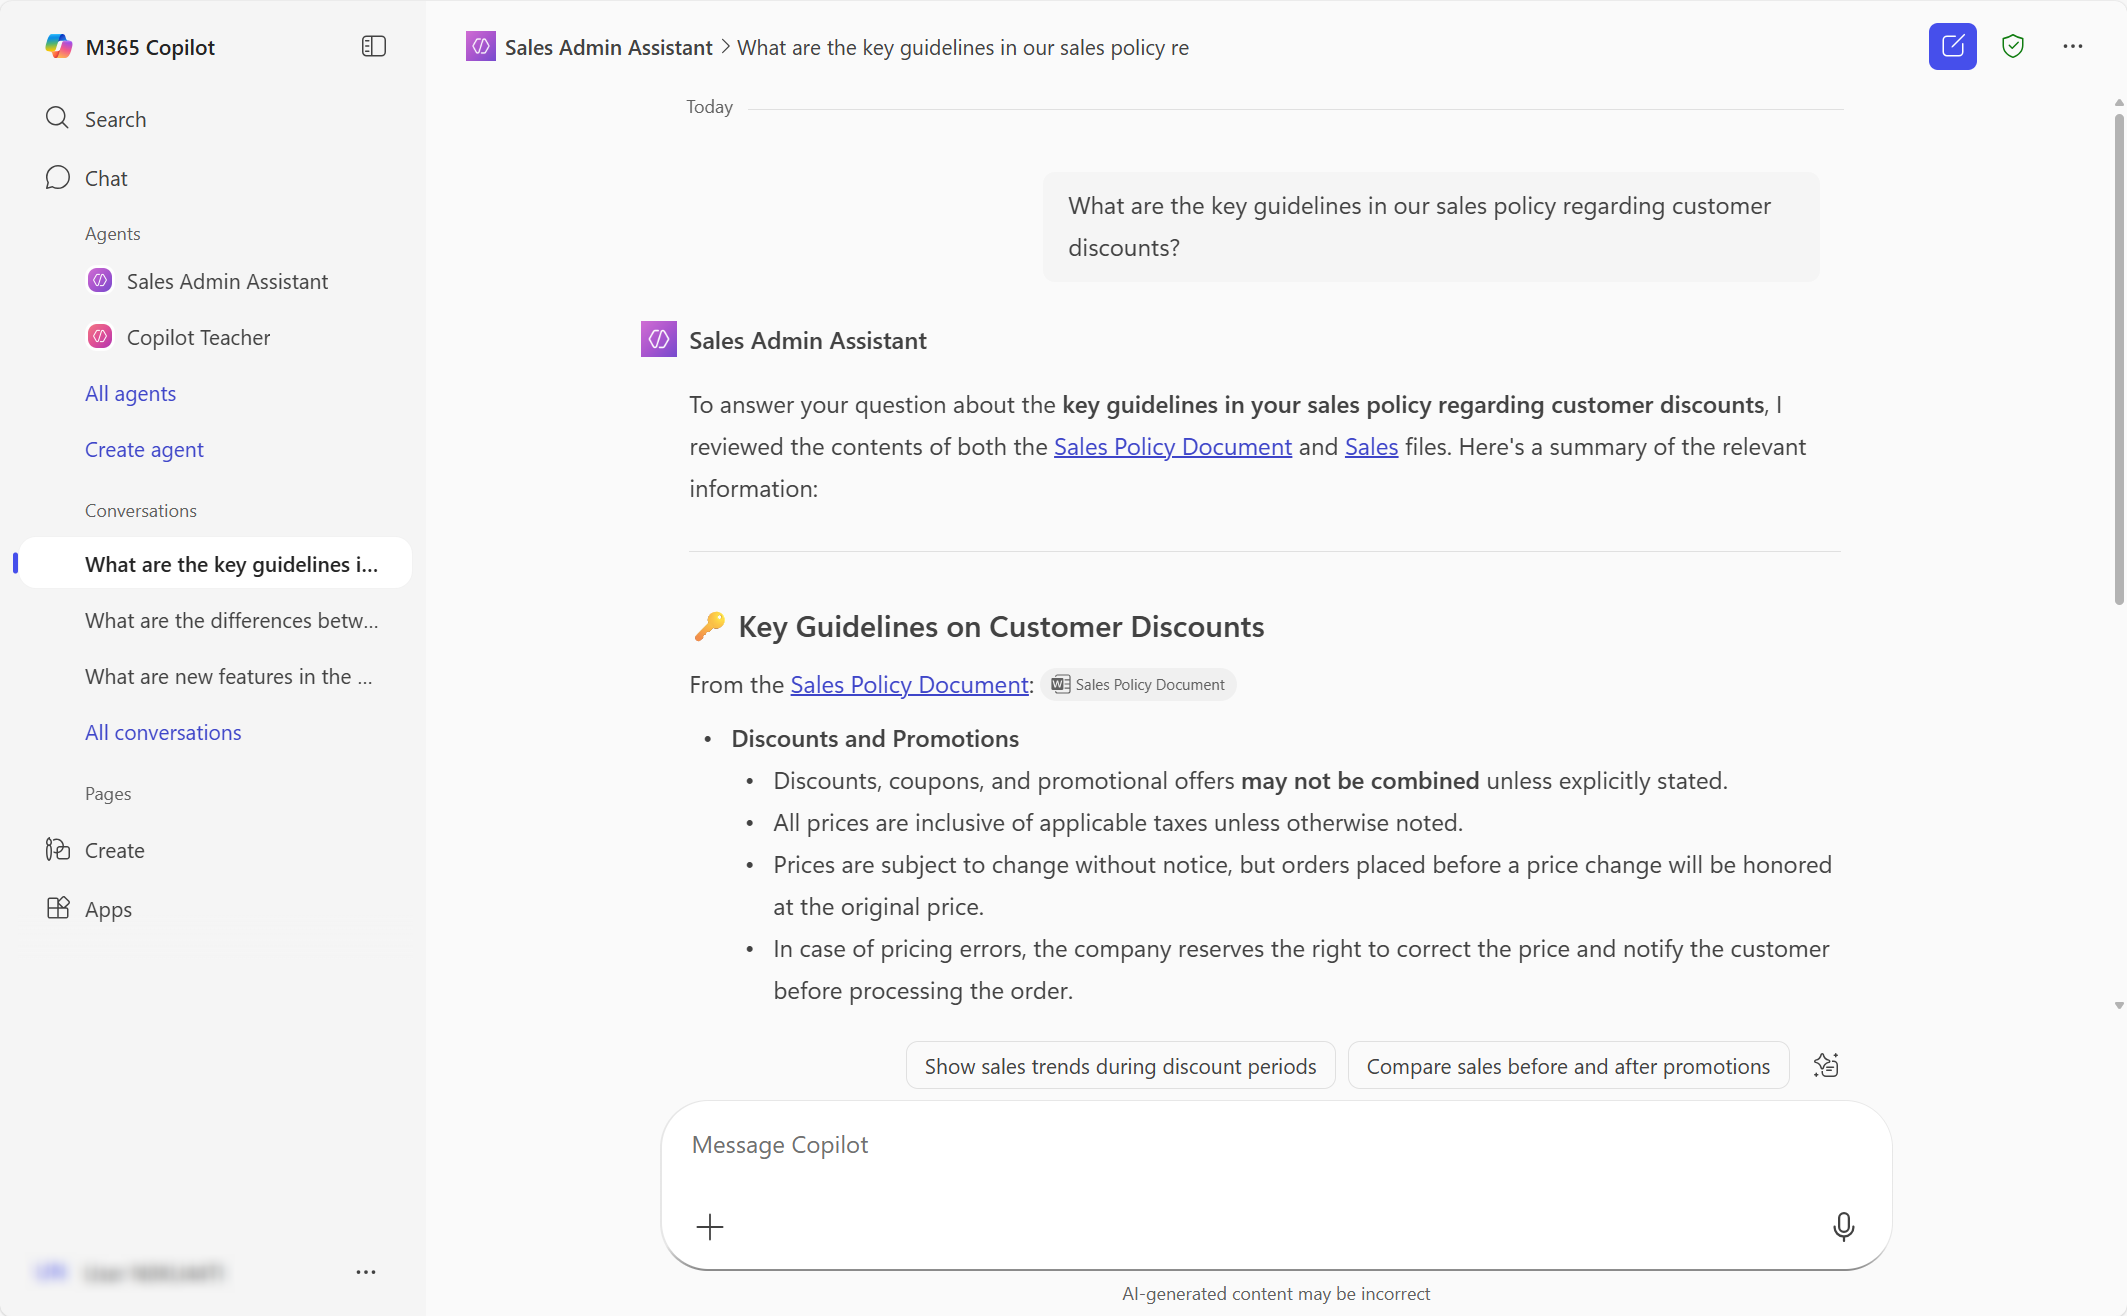 M365 Copilot
Search
Chat
Agents
Sales Admin Assistant
Copilot Teacher
All agents
Create agent
Conversations
What are the key guidelines i...
What are the differences betw...
What are new features in the ...
All conversations
Pages
Create
Apps
Sales Admin Assistant > What are the key guidelines in our sales policy re
Today
What are the key guidelines in our sales policy regarding customer
discounts?
Sales Admin Assistant
To answer your question about the key guidelines in your sales policy regarding customer discounts, I
reviewed the contents of both the Sales Policy Document and Sales files. Here's a summary of the relevant
information:
🔑 Key Guidelines on Customer Discounts
From the Sales Policy Document: Sales Policy Document
• Discounts and Promotions
• Discounts, coupons, and promotional offers may not be combined unless explicitly stated.
• All prices are inclusive of applicable taxes unless otherwise noted.
• Prices are subject to change without notice, but orders placed before a price change will be honored
at the original price.
• In case of pricing errors, the company reserves the right to correct the price and notify the customer
before processing the order.
Show sales trends during discount periods
Compare sales before and after promotions
Message Copilot
AI-generated content may be incorrect